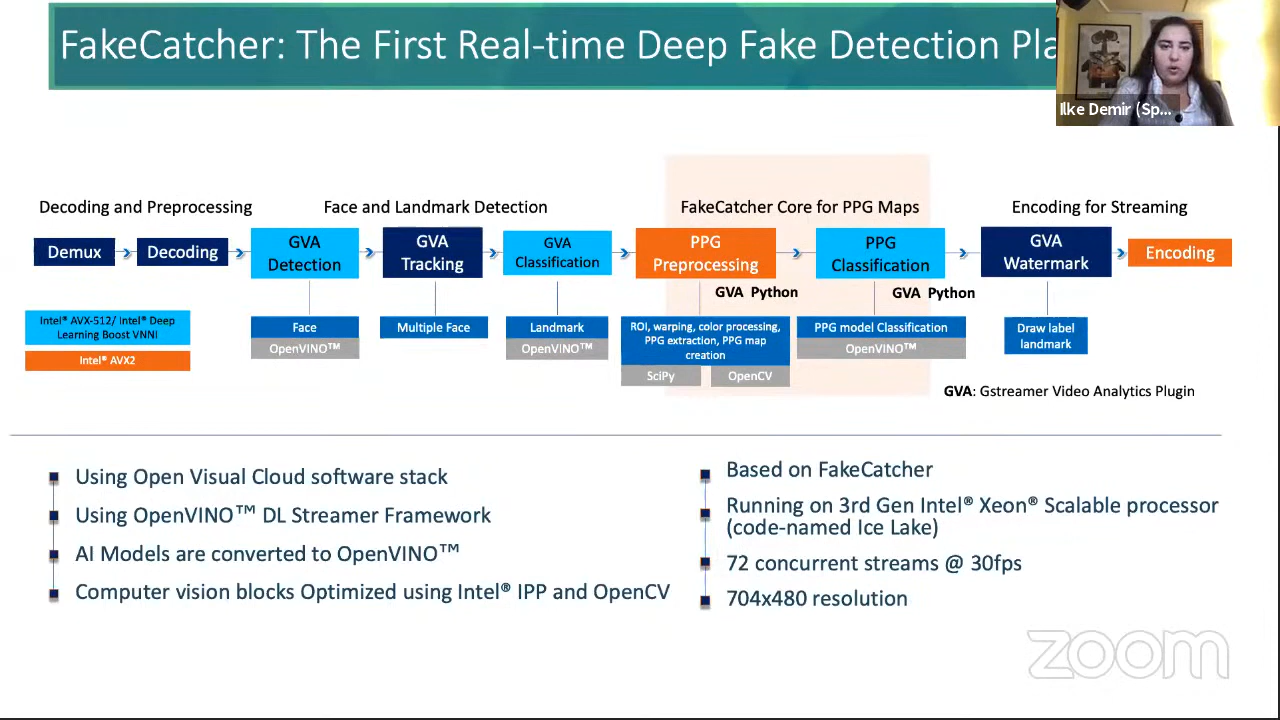 FakeCatcher: The First Real-time Deep Fake Detection Pla
Ilke Demir (Sp...
Decoding and Preprocessing
Face and Landmark Detection
FakeCatcher Core for PPG Maps
Encoding for Streaming
Demux
Decoding
GVA
Detection
GVA
Tracking
GVA
Classification
PPG
Preprocessing
PPG
Classification
GVA
Watermark
Encoding
GVA Python
GVA Python
Intel® AVX-512/ Intel® Deep
Learning Boost VNNI
Intel® AVX2
Face
OpenVINO™
Multiple Face
Landmark
OpenVINO™
ROI, warping, color processing,
PPG extraction, PPG map
creation
SciPy
OpenCV
PPG model Classification
OpenVINO™
Draw label
landmark
GVA: Gstreamer Video Analytics Plugin
Using Open Visual Cloud software stack
Using OpenVINO™ DL Streamer Framework
AI Models are converted to OpenVINO™
Computer vision blocks Optimized using Intel® IPP and OpenCV
Based on FakeCatcher
Running on 3rd Gen Intel® Xeon® Scalable processor
(code-named Ice Lake)
72 concurrent streams @ 30fps
704x480 resolution
zoom